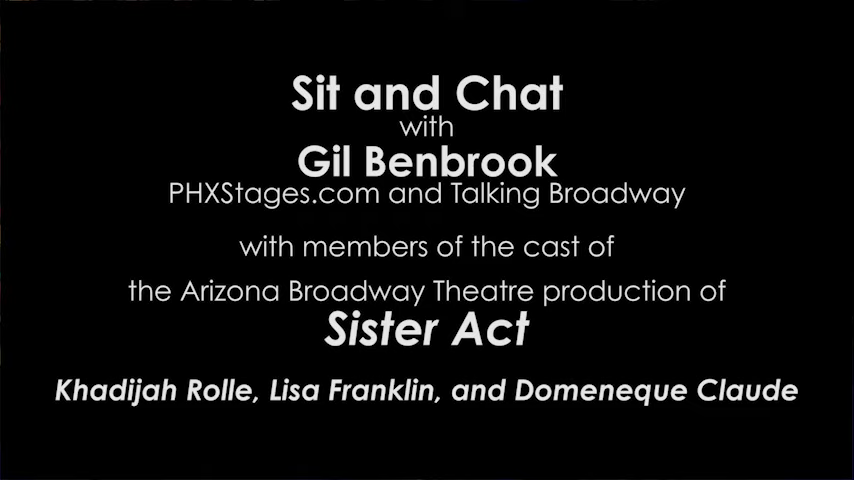 Sit and Chat
with
Gil Benbrook
PHXStages.com and Talking Broadway
with members of the cast of
the Arizona Broadway Theatre production of
Sister Act
Khadijah Rolle, Lisa Franklin, and Domeneque Claude